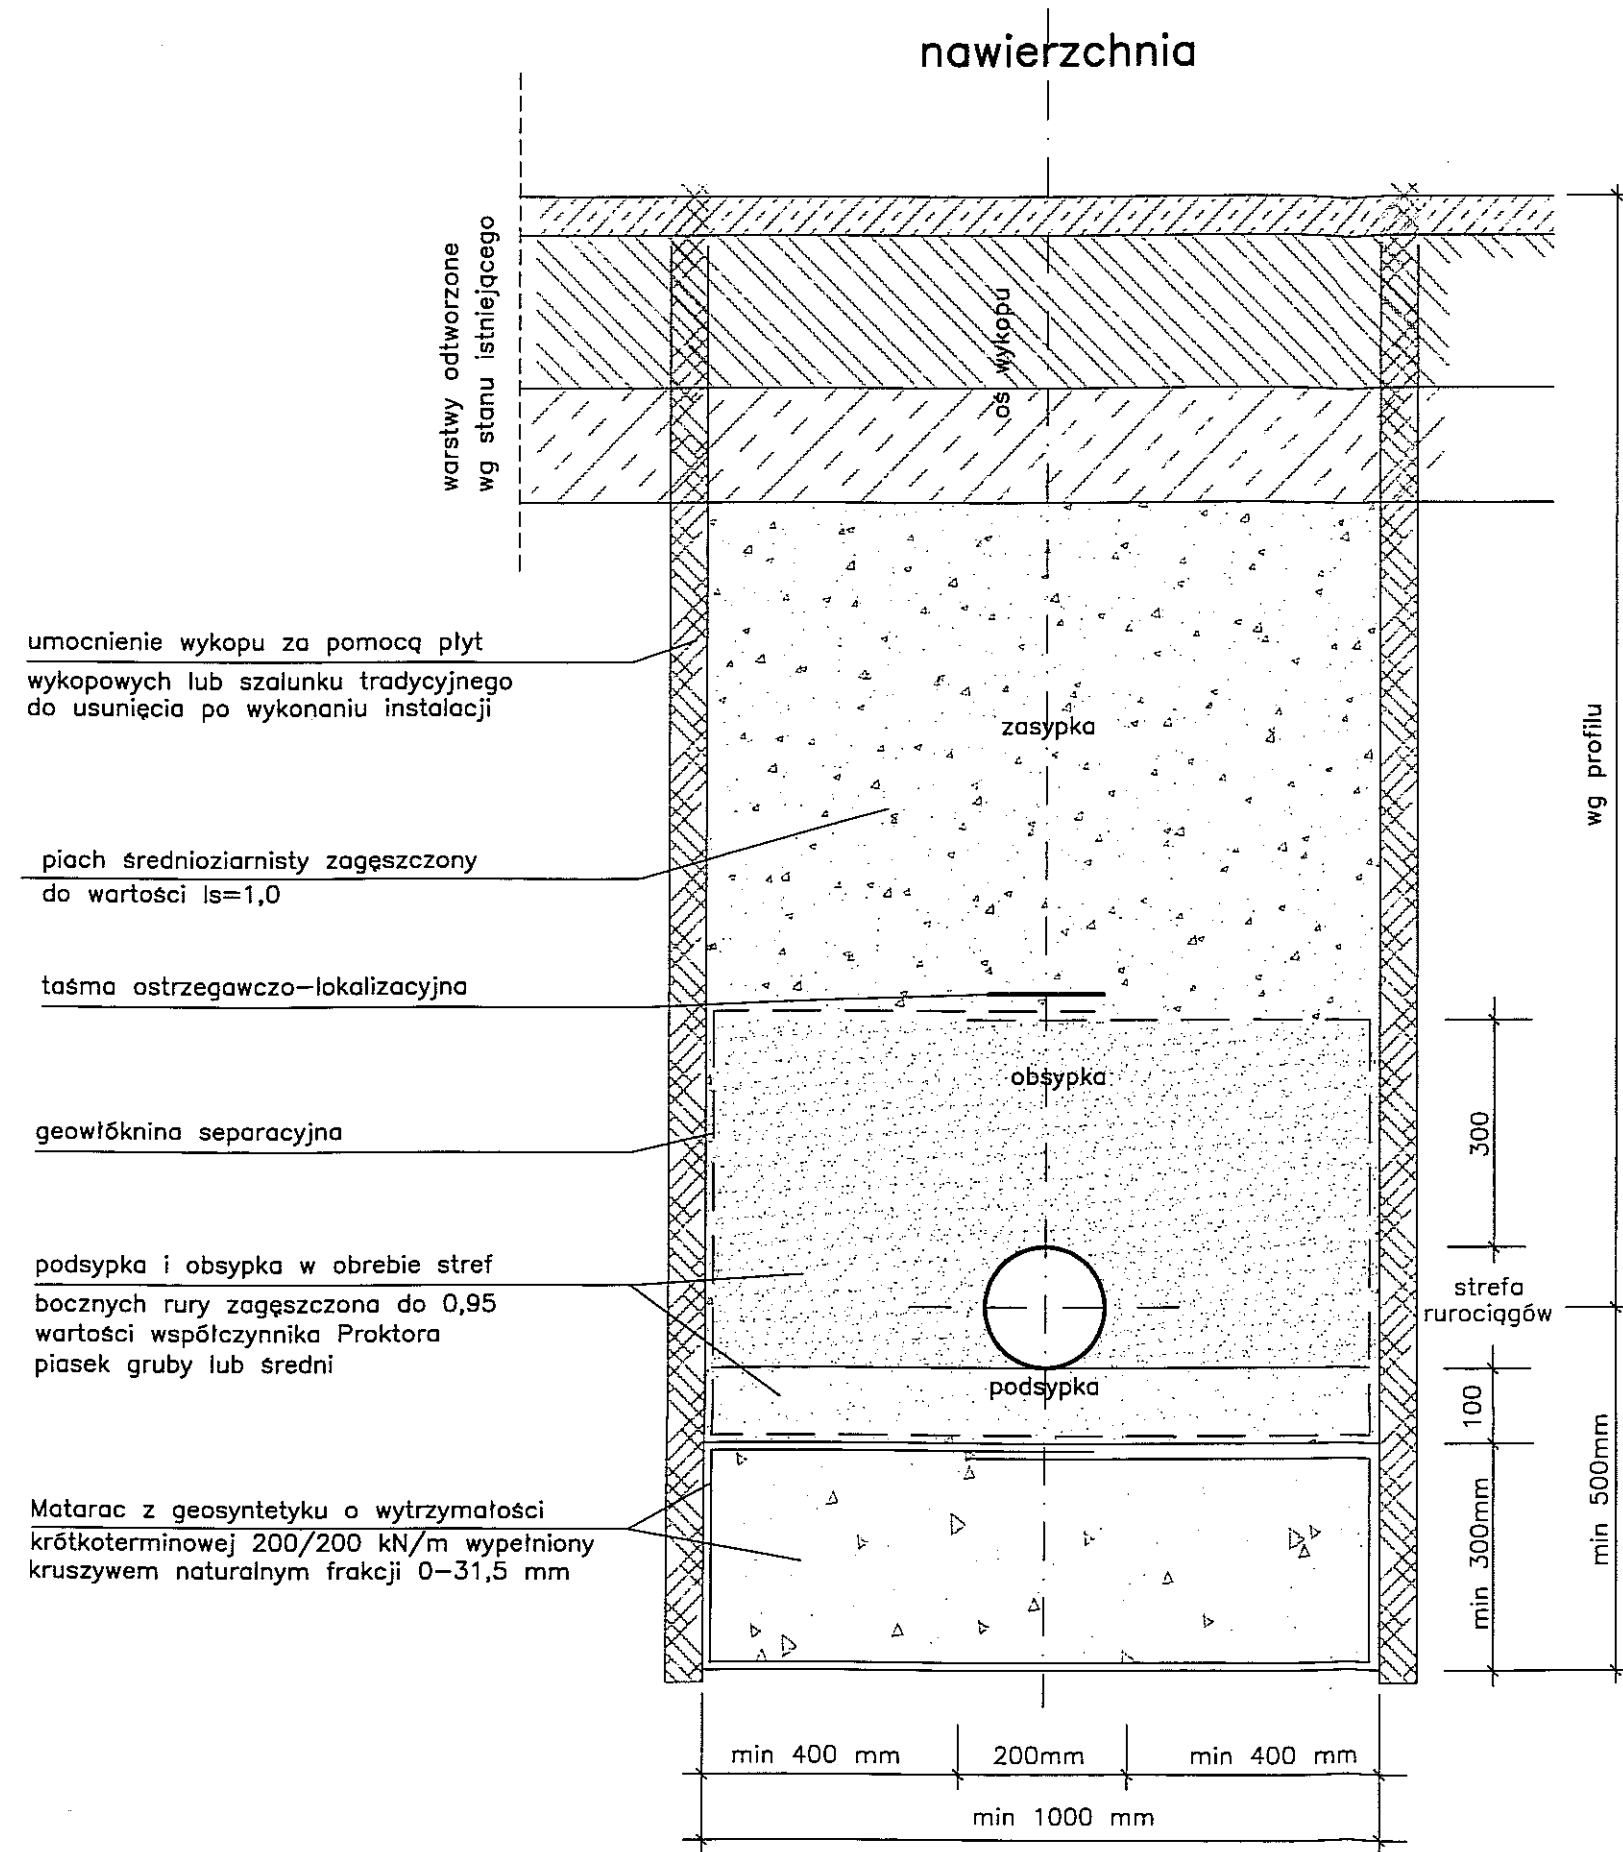 nawierzchnia
warstwy odtworzone
wg stanu istniejącego
oś wykopu
umocnienie wykopu za pomocą płyt
wykopowych lub szalunku tradycyjnego
do usunięcia po wykonaniu instalacji
zasypka
wg profilu
piach średnioziarnisty zagęszczony
do wartości Is=1,0
taśma ostrzegawczo-lokalizacyjna
obsypka
geowłóknina separacyjna
300
podsypka i obsypka w obrebie stref
bocznych rury zagęszczona do 0,95
wartości współczynnika Proktora
piasek gruby lub średni
strefa
rurociągów
podsypka
100
Matarac z geosyntetyku o wytrzymałości
krótkoterminowej 200/200 kN/m wypełniony
kruszywem naturalnym frakcji 0-31,5 mm
min 300mm
min 500mm
min 400 mm
200mm
min 400 mm
min 1000 mm